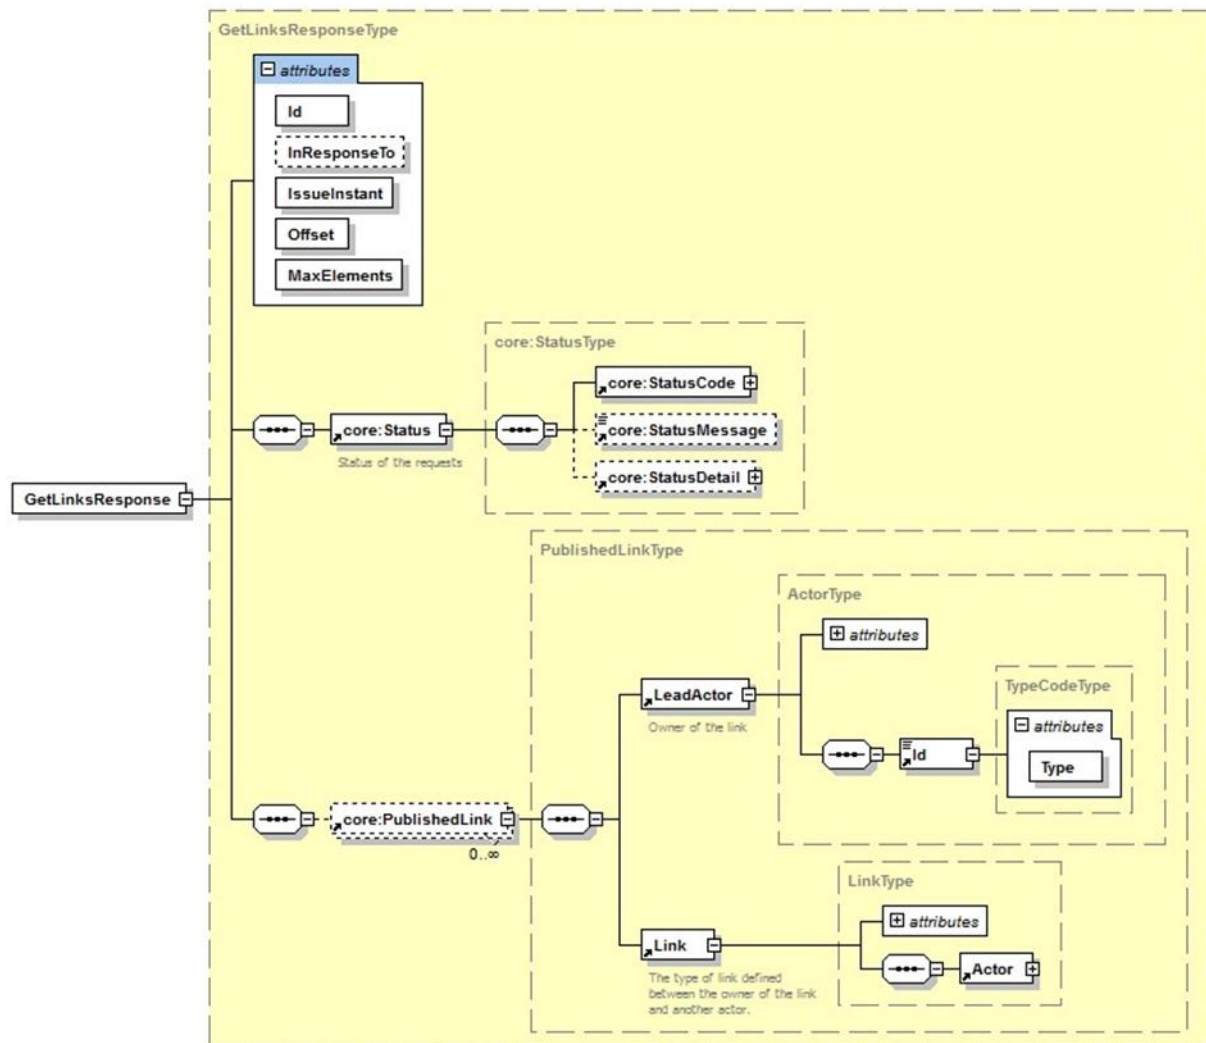 GetLinksResponseType
attributes
Id
InResponseTo
IssueInstant
Offset
MaxElements
core:StatusType
core:StatusCode
core:Status
core:StatusMessage
Status of the requests
core:StatusDetail
GetLinksResponse
PublishedLinkType
ActorType
attributes
TypeCodeType
LeadActor
attributes
Owner of the link
Id
Type
core:PublishedLink
0..∞
LinkType
attributes
Link
Actor
The type of link defined
between the owner of the link
and another actor.